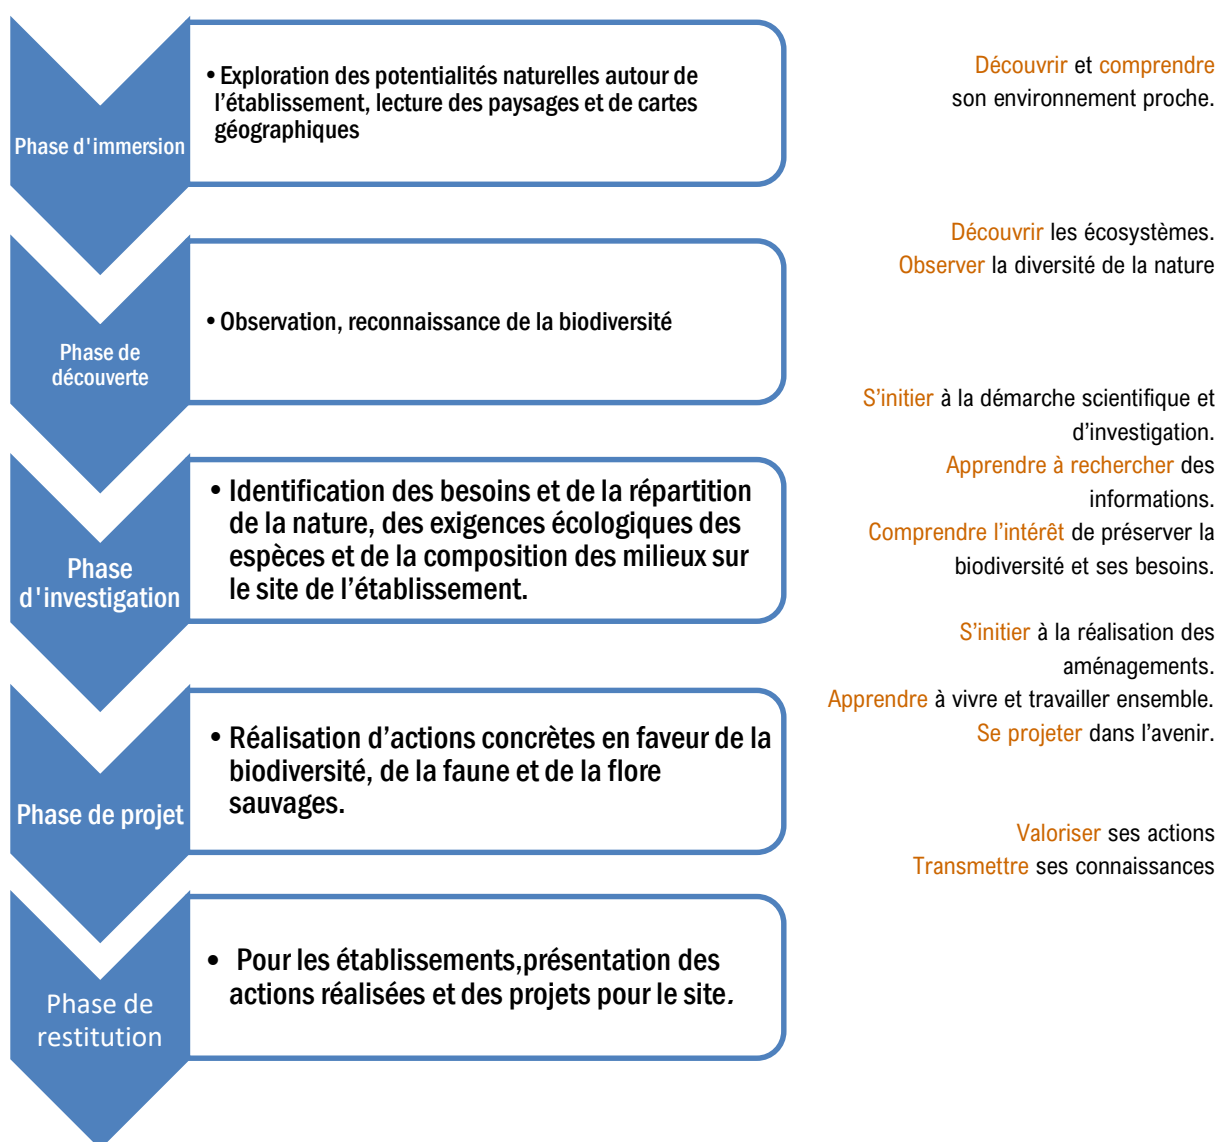 Phase d'immersion
•Exploration des potentialités naturelles autour de
l'établissement, lecture des paysages et de cartes
géographiques
Découvrir et comprendre
son environnement proche.
Phase de
découverte
•Observation, reconnaissance de la biodiversité
Découvrir les écosystèmes.
Observer la diversité de la nature
Phase
d'investigation
•Identification des besoins et de la répartition
de la nature, des exigences écologiques des
espèces et de la composition des milieux sur
le site de l'établissement.
S'initier à la démarche scientifique et
d'investigation.
Apprendre à rechercher des
informations.
Comprendre l'intérêt de préserver la
biodiversité et ses besoins.
Phase de projet
•Réalisation d'actions concrètes en faveur de la
biodiversité, de la faune et de la flore
sauvages.
S'initier à la réalisation des
aménagements.
Apprendre à vivre et travailler ensemble.
Se projeter dans l'avenir.
Phase de
restitution
• Pour les établissements,présentation des
actions réalisées et des projets pour le site.
Valoriser ses actions
Transmettre ses connaissances